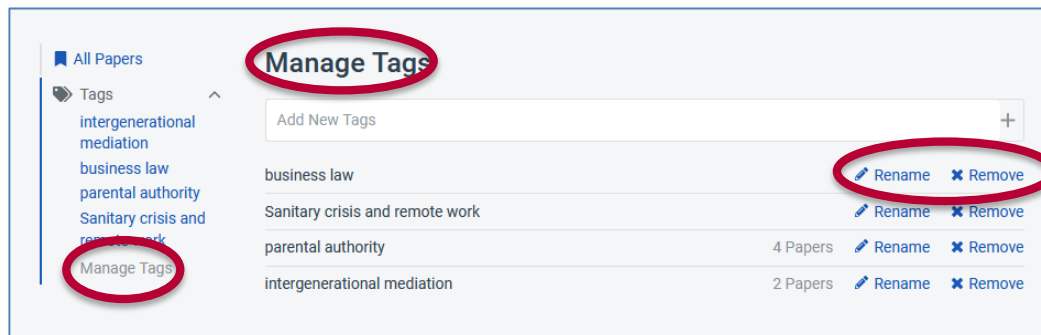 All Papers
Tags
intergenerational
mediation
business law
parental authority
Sanitary crisis and
remote work
Manage Tags
Manage Tags
Add New Tags
business law Rename Remove
Sanitary crisis and remote work Rename Remove
parental authority 4 Papers Rename Remove
intergenerational mediation 2 Papers Rename Remove